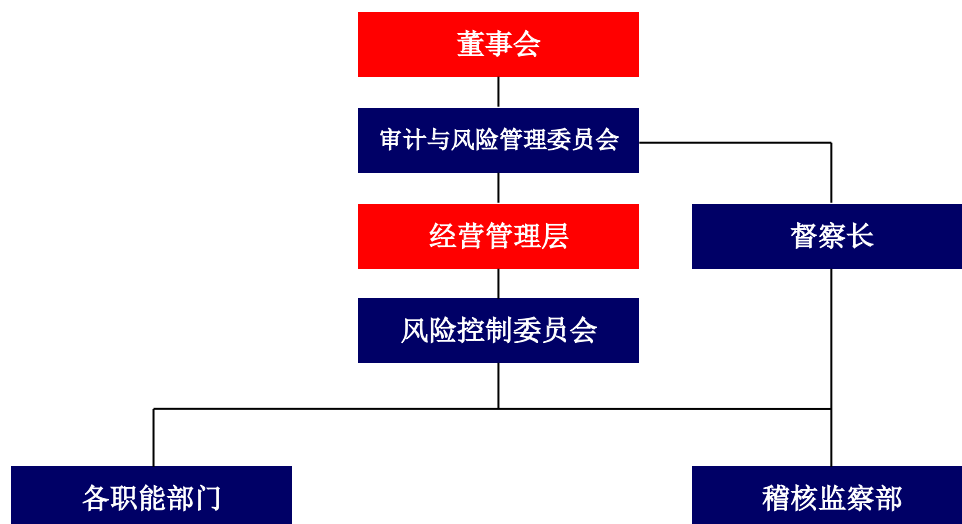 董事会
审计与风险管理委员会
经营管理层
督察长
风险控制委员会
各职能部门
稽核监察部